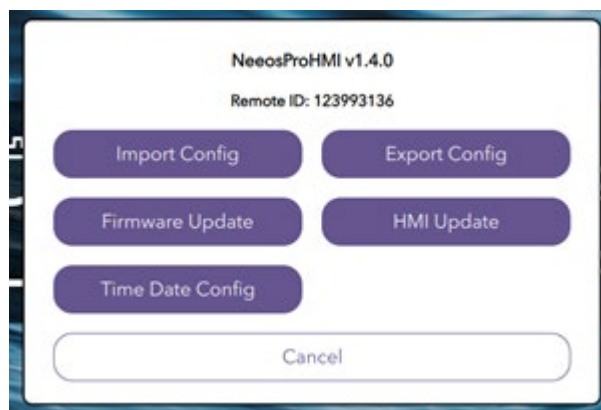 NeeosProHMI v1.4.0
Remote ID: 123993136
Import Config Export Config
Firmware Update HMI Update
Time Date Config
Cancel